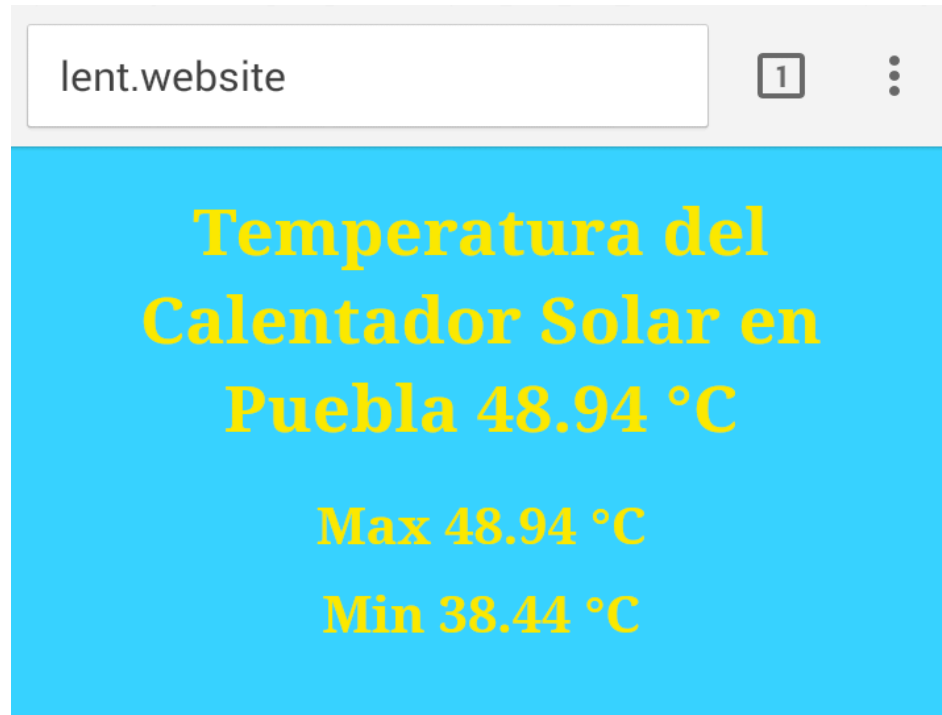 lent.website
1
Temperatura del
Calentador Solar en
Puebla 48.94 °C
Max 48.94 °C
Min 38.44 °C